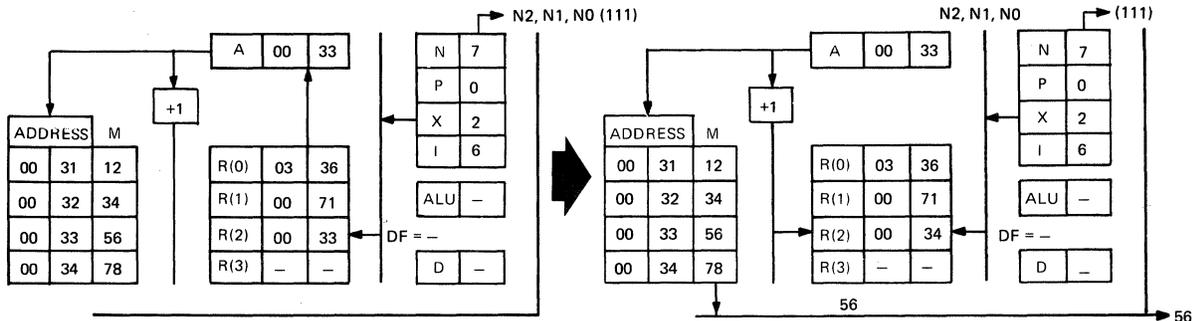 N2, N1, N0 (111)
A 00 33
N 7
P 0
X 2
I 6
+1
ADDRESS M
00 31 12
00 32 34
00 33 56
00 34 78
R(0) 03 36
R(1) 00 71
R(2) 00 33
R(3) – –
ALU –
DF = –
D –
N2, N1, N0 (111)
A 00 33
N 7
P 0
X 2
I 6
+1
ADDRESS M
00 31 12
00 32 34
00 33 56
00 34 78
R(0) 03 36
R(1) 00 71
R(2) 00 34
R(3) – –
ALU –
DF = –
D –
56
56